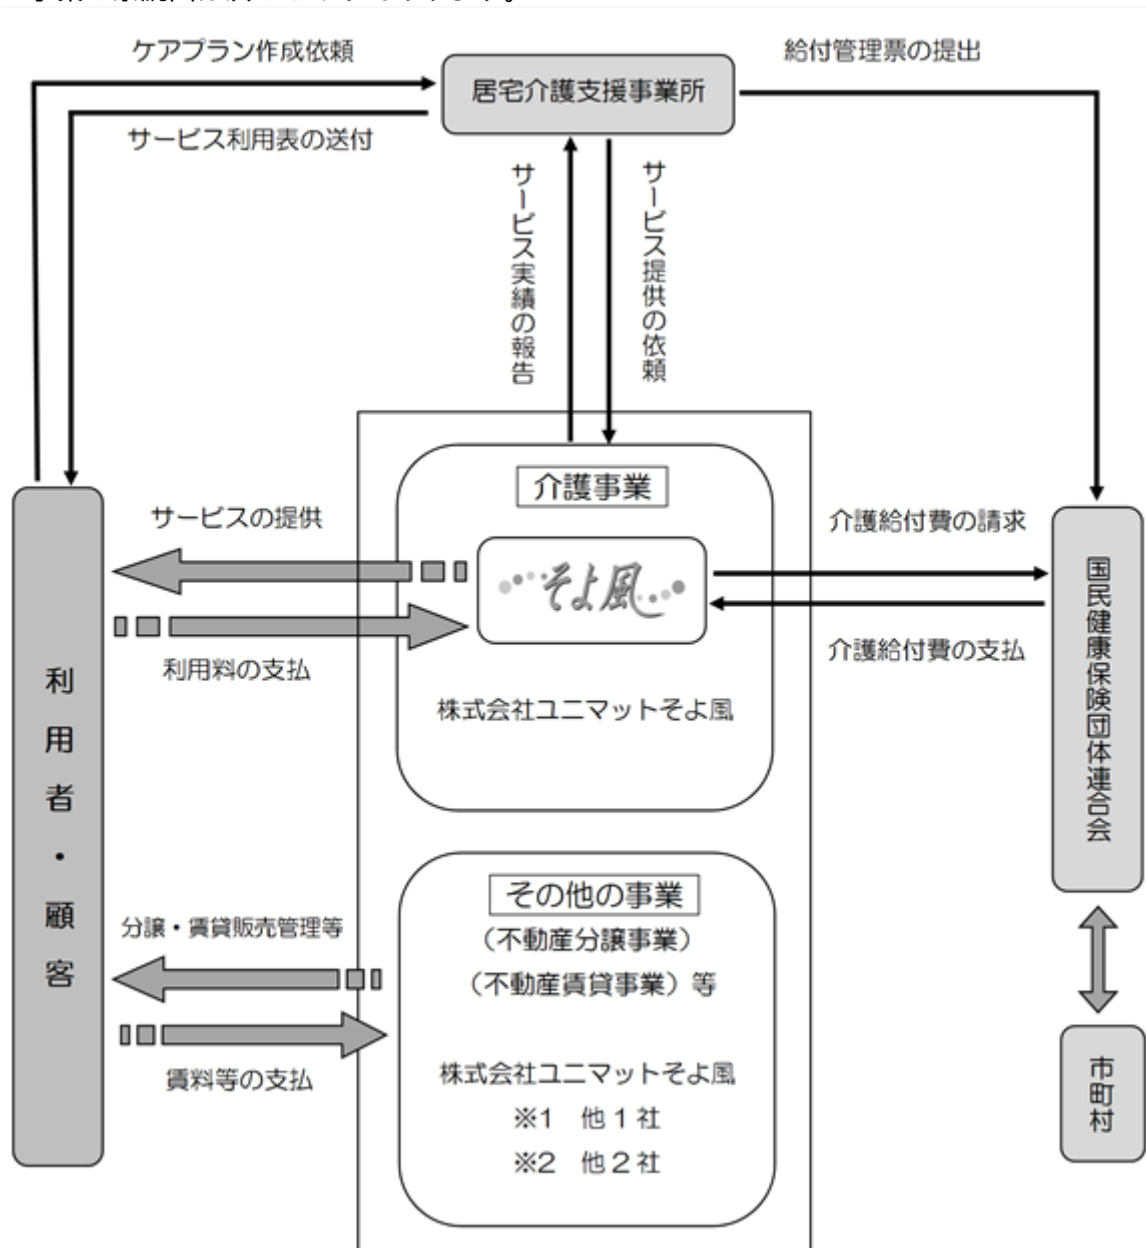 ケアプラン作成依頼
居宅介護支援事業所
給付管理票の提出
サービス利用表の送付
サービス実績の報告
サービス提供の依頼
介護事業
サービスの提供
そよ風
介護給付費の請求
利用料の支払
介護給付費の支払
株式会社ユニマットそよ風
利用者・顧客
国民健康保険団体連合会
その他の事業
(不動産分譲事業)
(不動産賃貸事業)等
分譲・賃貸販売管理等
賃料等の支払
株式会社ユニマットそよ風
※1 他1社
※2 他2社
市町村